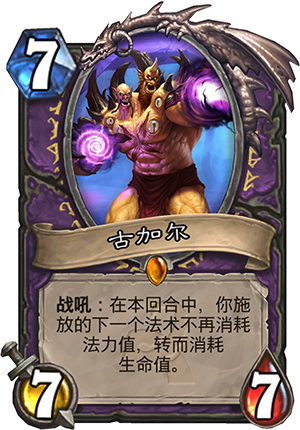 7
古加尔
战吼：在本回合中，你施
放的下一个法术不再消耗
法力值，转而消耗
生命值。
7
7